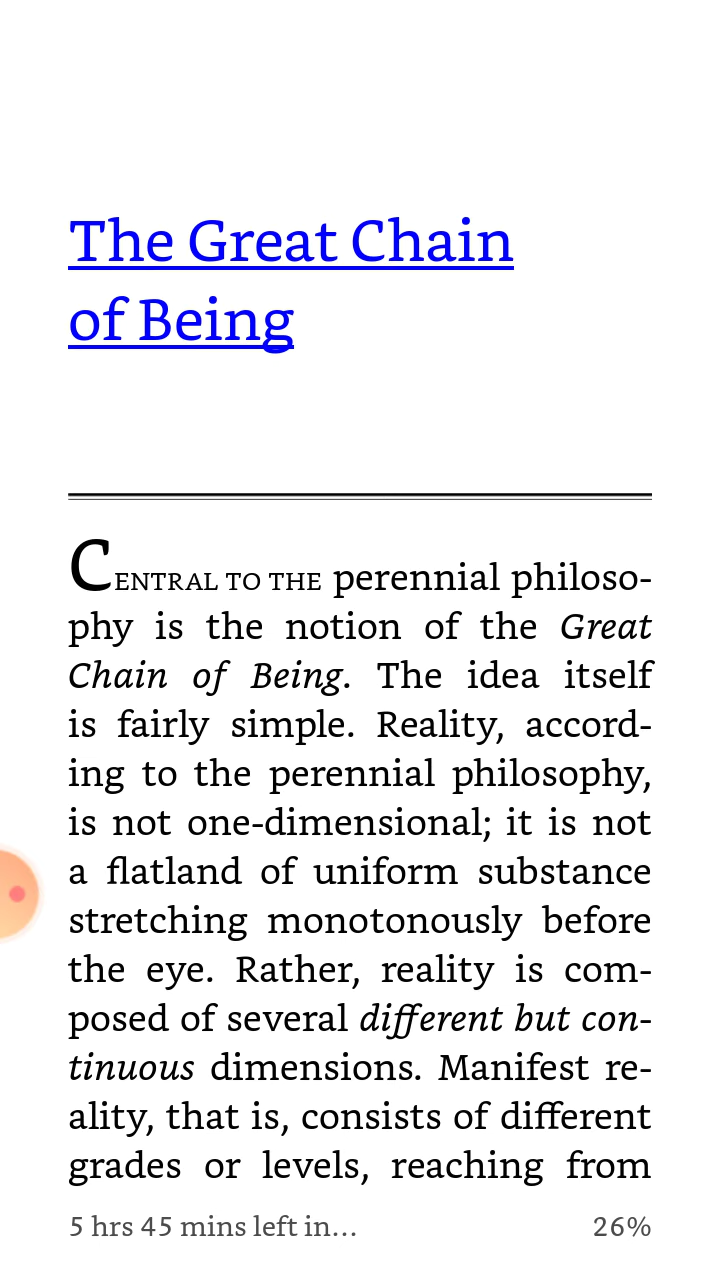 The Great Chain
of Being
CENTRAL TO THE perennial philoso-
phy is the notion of the Great
Chain of Being. The idea itself
is fairly simple. Reality, accord-
ing to the perennial philosophy,
is not one-dimensional; it is not
a flatland of uniform substance
stretching monotonously before
the eye. Rather, reality is com-
posed of several different but con-
tinuous dimensions. Manifest re-
ality, that is, consists of different
grades or levels, reaching from
5 hrs 45 mins left in... 26%